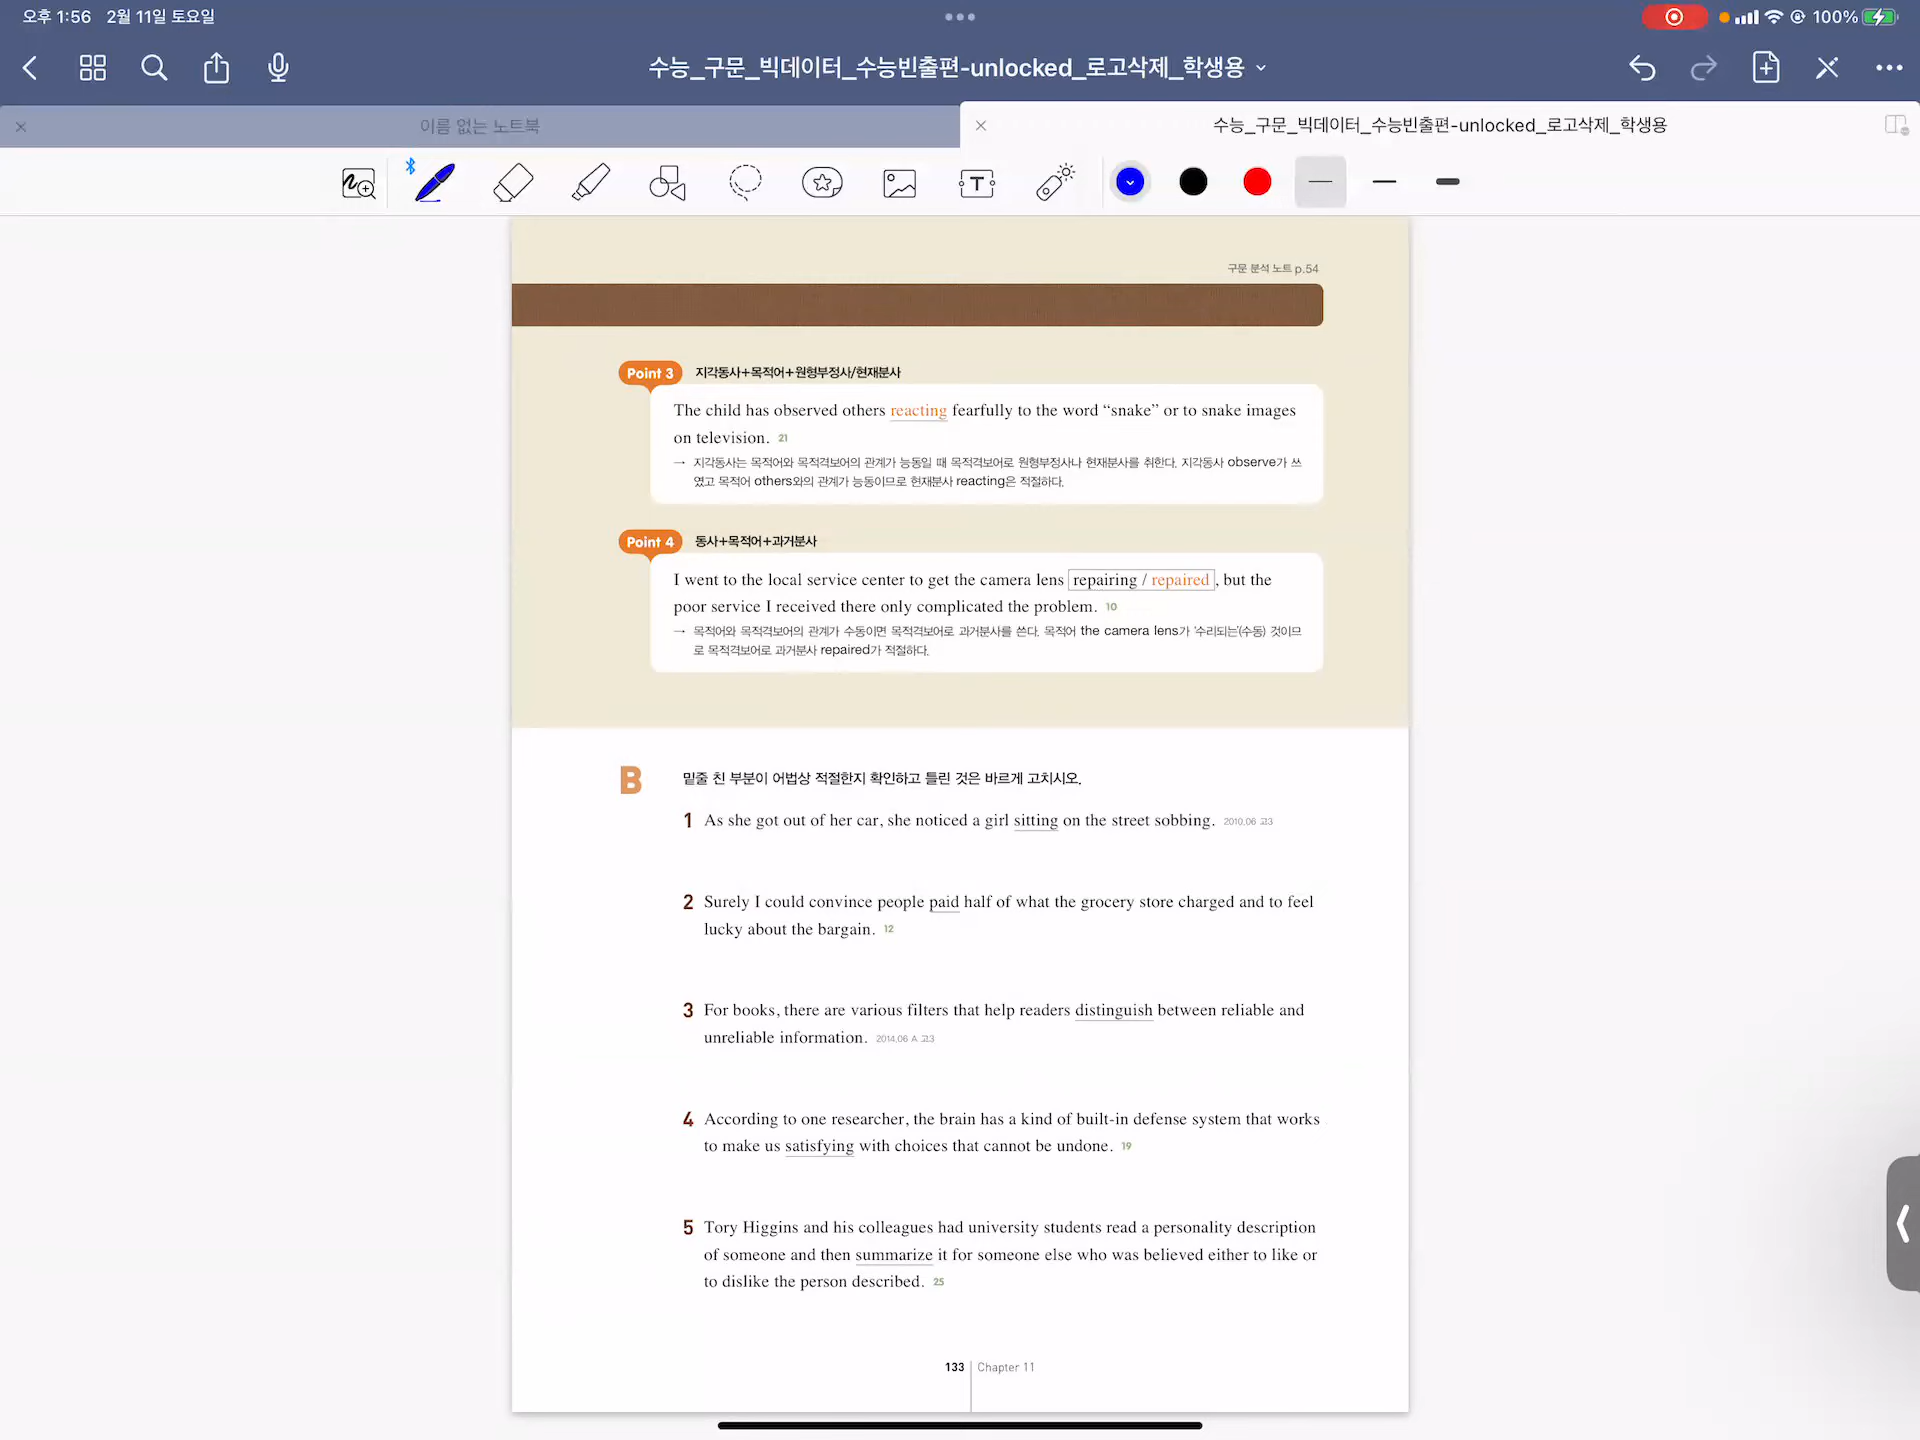 오후 1:56 2월 11일 토요일
100%
수능_구문_빅데이터_수능빈출편-unlocked_로고삭제_학생용
이름 없는 노트북
수능_구문_빅데이터_수능빈출편-unlocked_로고삭제_학생용
구문 분석 노트 p.54
Point 3 지각동사+목적어+원형부정사/현재분사
The child has observed others reacting fearfully to the word “snake” or to snake images
on television. 21
→ 지각동사는 목적어와 목적격보어의 관계가 능동일 때 목적격보어로 원형부정사나 현재분사를 취한다. 지각동사 observe가 쓰
였고 목적어 others와의 관계가 능동이므로 현재분사 reacting은 적절하다.
Point 4 동사+목적어+과거분사
I went to the local service center to get the camera lens repairing / repaired, but the
poor service I received there only complicated the problem. 10
→ 목적어와 목적격보어의 관계가 수동이면 목적격보어로 과거분사를 쓴다. 목적어 the camera lens가 '수리되는'(수동) 것이므
로 목적격보어로 과거분사 repaired가 적절하다.
B 밑줄 친 부분이 어법상 적절한지 확인하고 틀린 것은 바르게 고치시오.
1 As she got out of her car, she noticed a girl sitting on the street sobbing. 2010.06 고3
2 Surely I could convince people paid half of what the grocery store charged and to feel
lucky about the bargain. 12
3 For books, there are various filters that help readers distinguish between reliable and
unreliable information. 2014.06 A 고3
4 According to one researcher, the brain has a kind of built-in defense system that works
to make us satisfying with choices that cannot be undone. 19
5 Tory Higgins and his colleagues had university students read a personality description
of someone and then summarize it for someone else who was believed either to like or
to dislike the person described. 25
133 Chapter 11